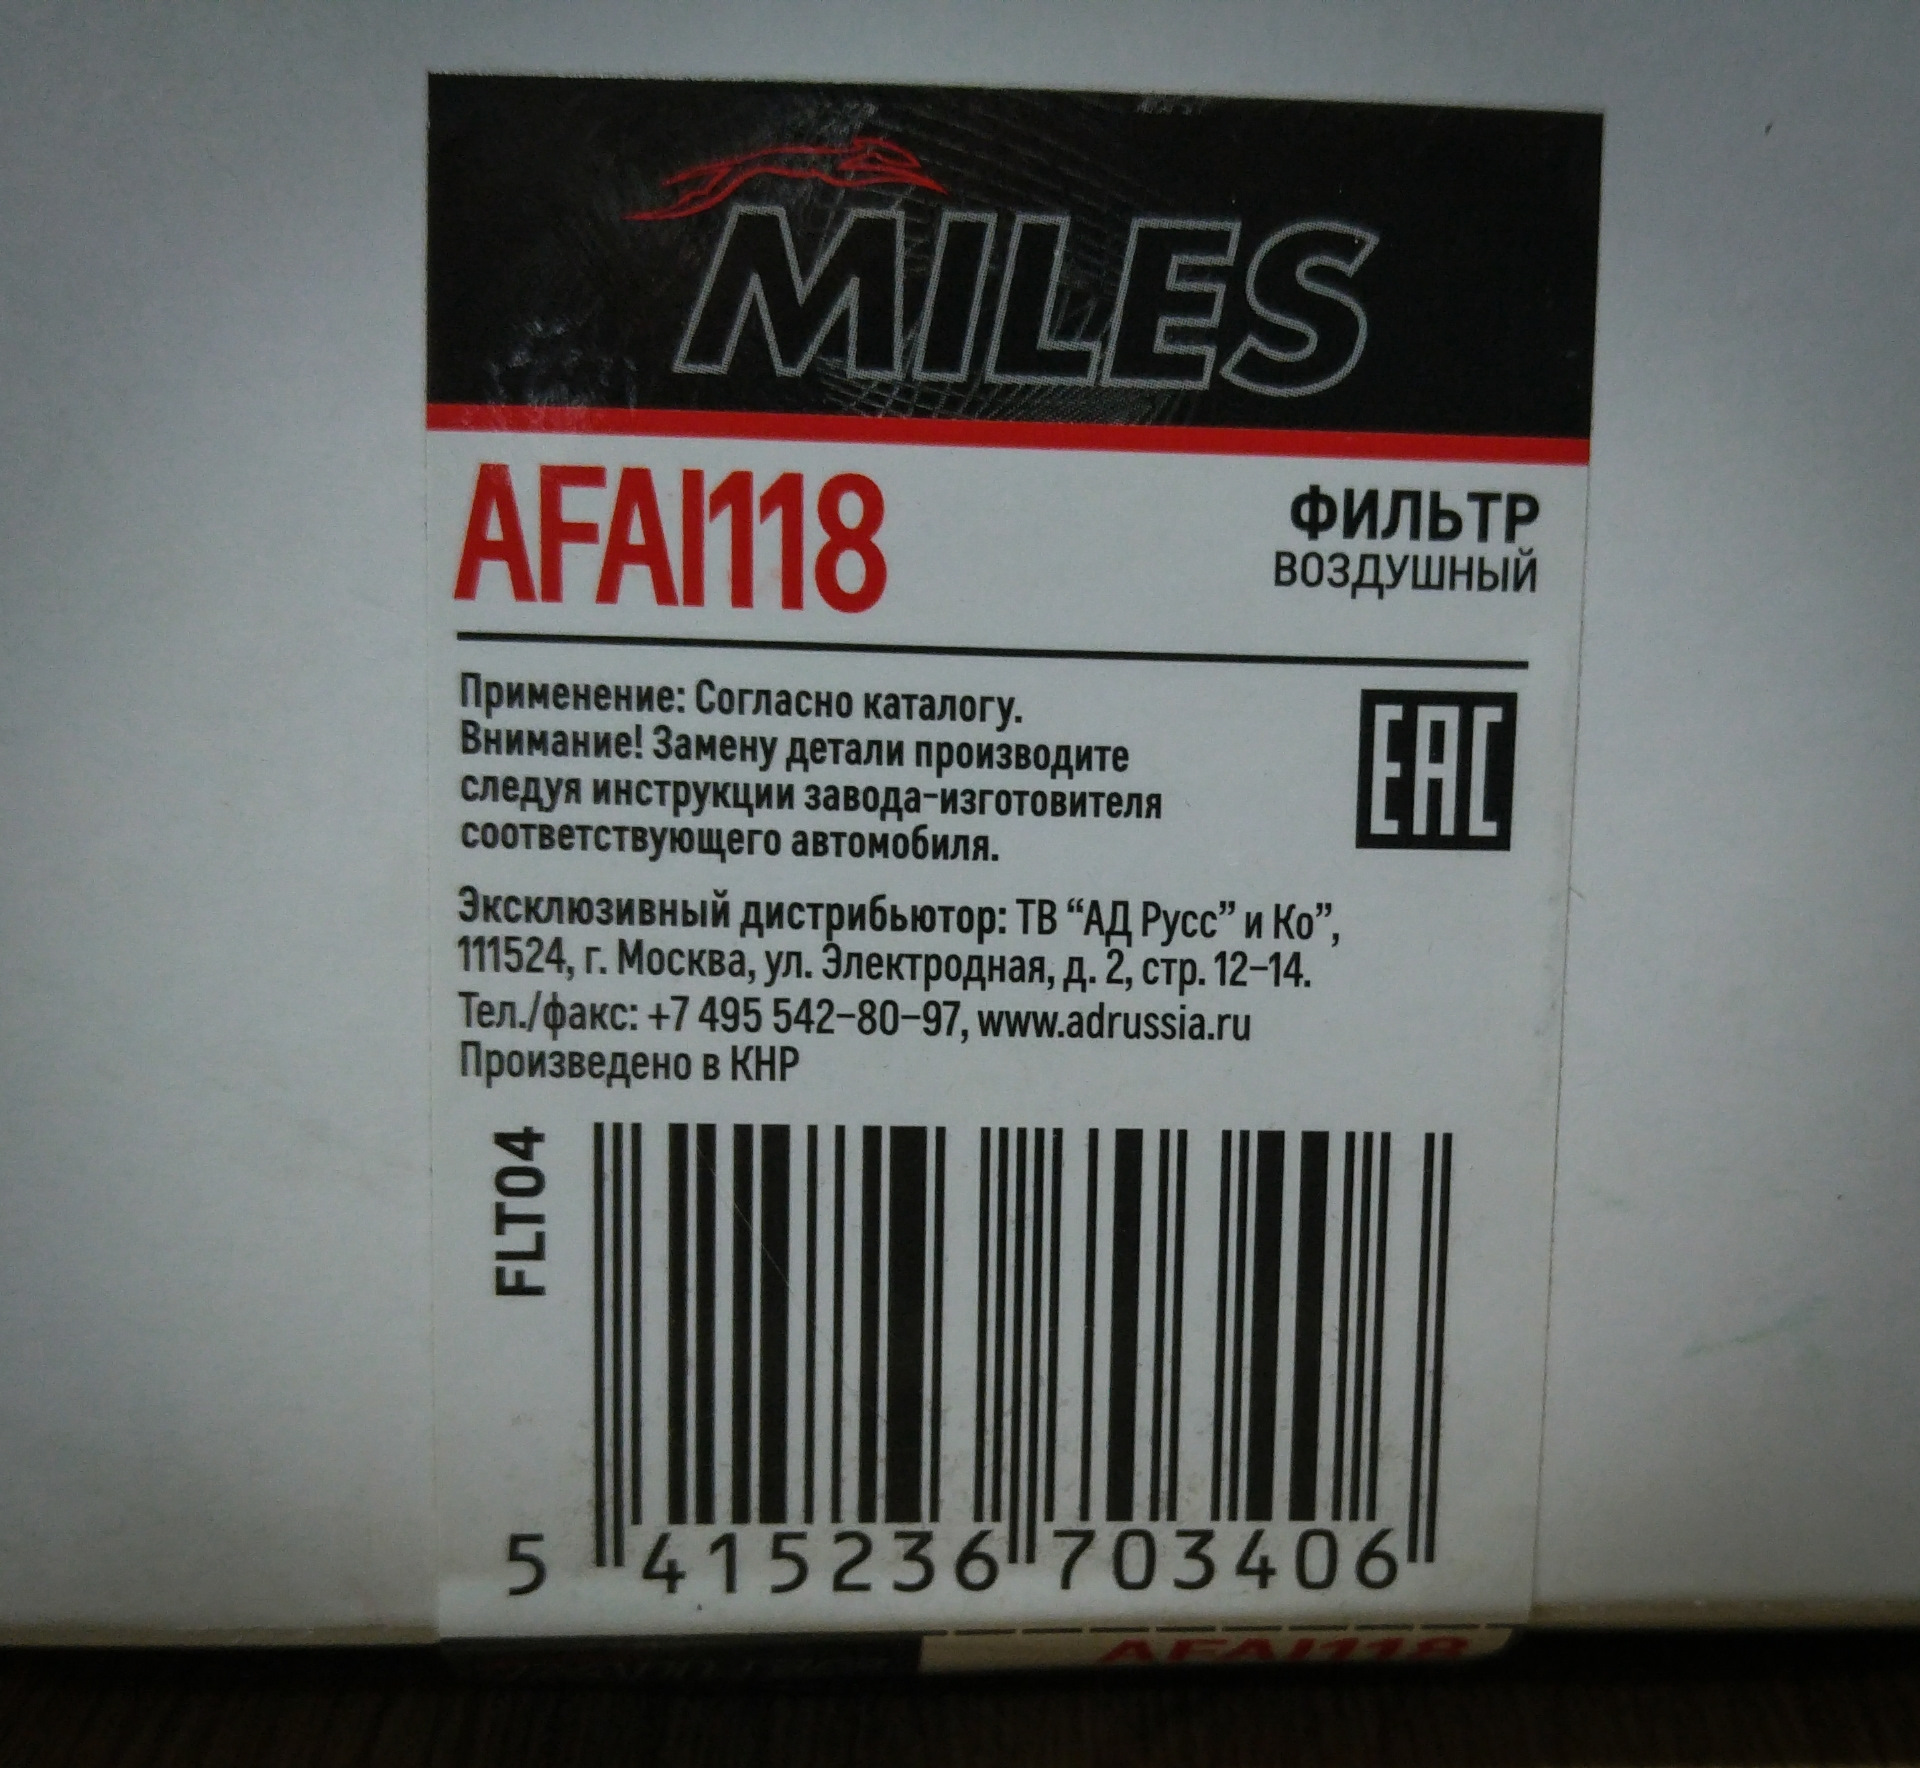 MILES
AFAI118
ФИЛЬТР
ВОЗДУШНЫЙ
Применение: Согласно каталогу.
Внимание! Замену детали производите
следуя инструкции завода-изготовителя
соответствующего автомобиля.
EAC
Эксклюзивный дистрибьютор: ТВ “АД Русс” и Ко”,
111524, г. Москва, ул. Электродная, д. 2, стр. 12-14.
Тел./факс: +7 495 542-80-97, www.adrussia.ru
Произведено в КНР
FLT04
5 415236 703406
AFAI118